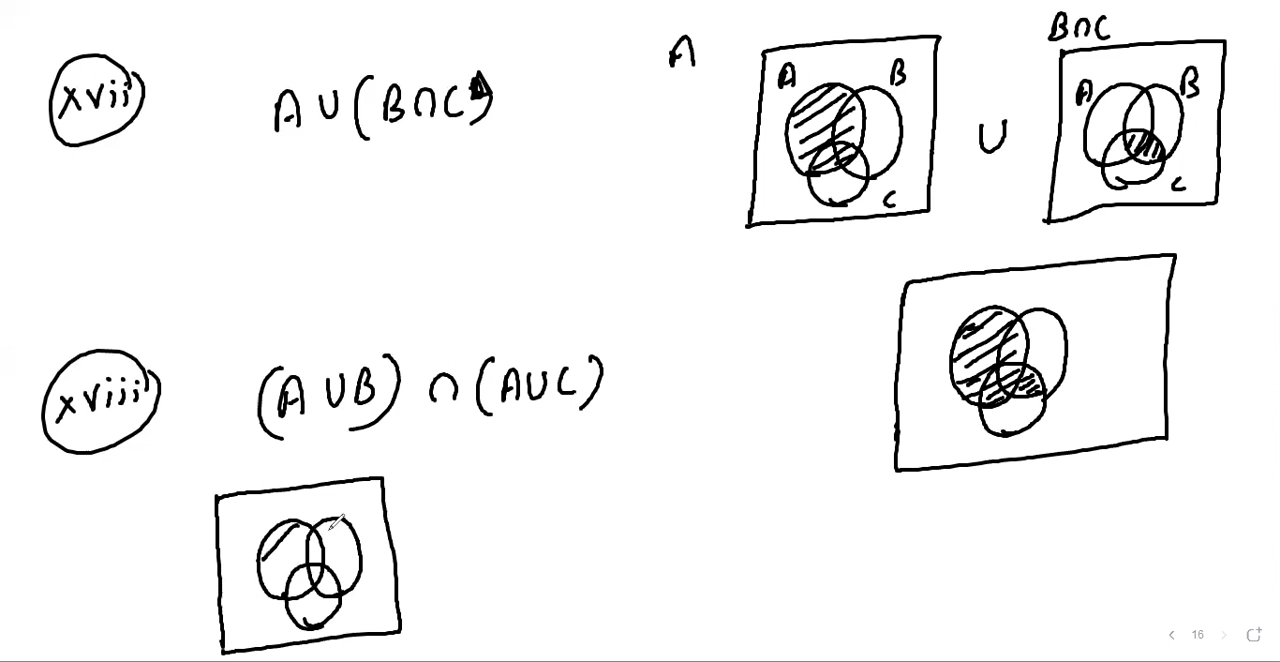 xvii A ∪ (B∩C)
A
A B C
∪
B∩C
A B C
xviii (A ∪ B) ∩ (A∪C)
16